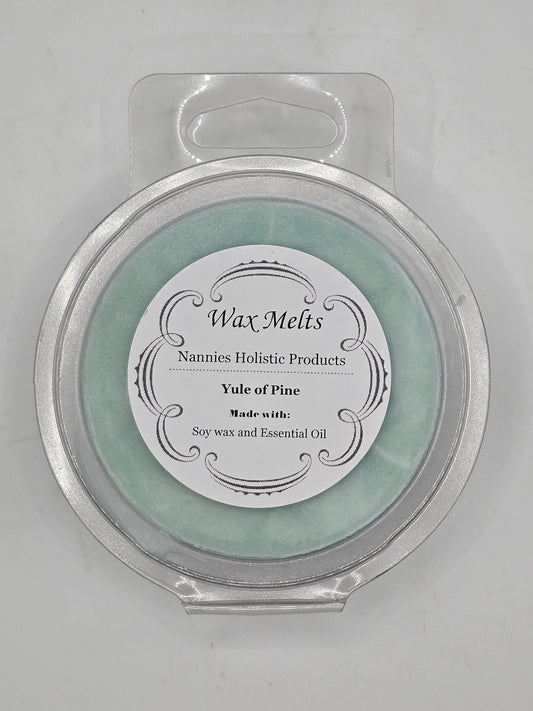 Wax Melts
Nannies Holistic Products
Yule of Pine
Made with:
Soy wax and Essential Oil